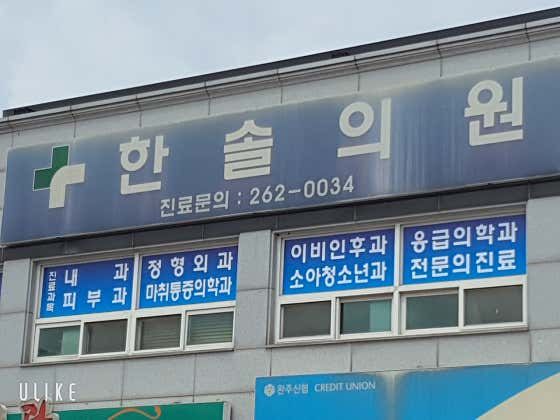 한솔의원
진료문의 : 262-0034
진료과목
내과
피부과
정형외과
마취통증의학과
이비인후과
소아청소년과
응급의학과
전문의진료
완주신협 CREDIT UNION
ULIKE